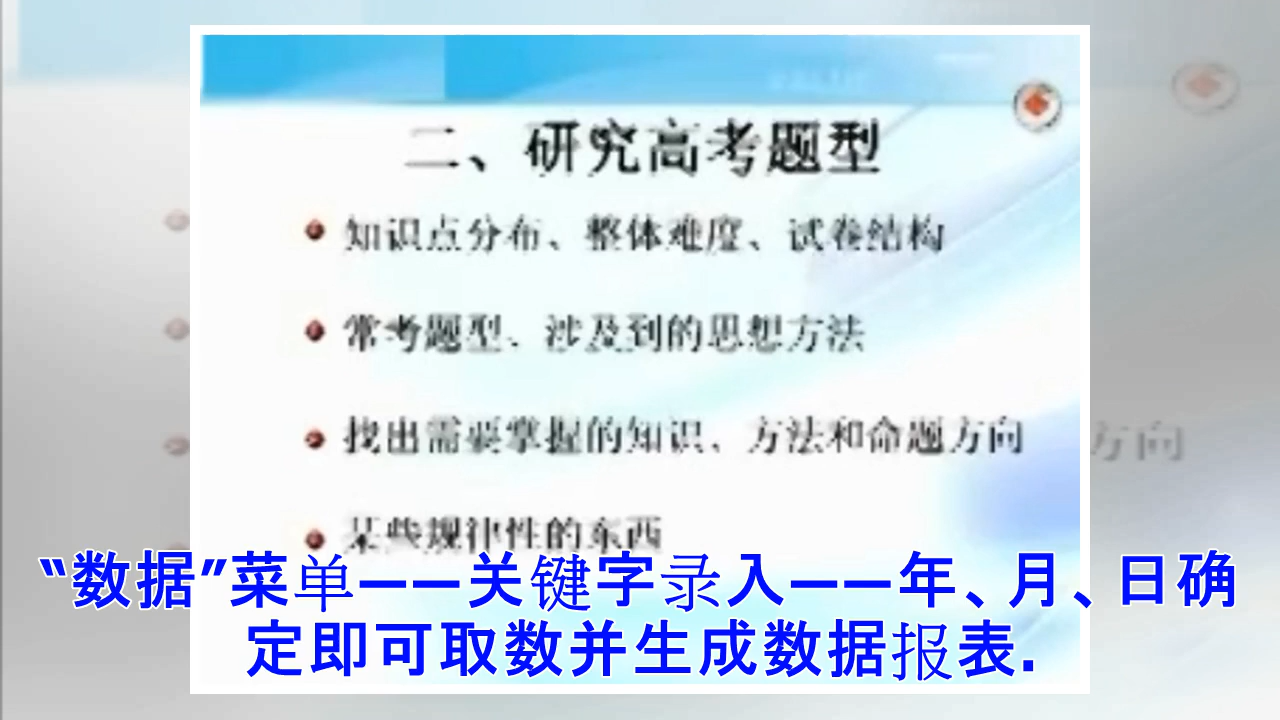 二、研究高考题型
知识点分布、整体难度、试卷结构
常考题型、涉及到的思想方法
找出需要掌握的知识、方法和命题方向
某些规律性的东西
“数据”菜单——关键字录入——年、月、日确
定即可取数并生成数据报表.
方向